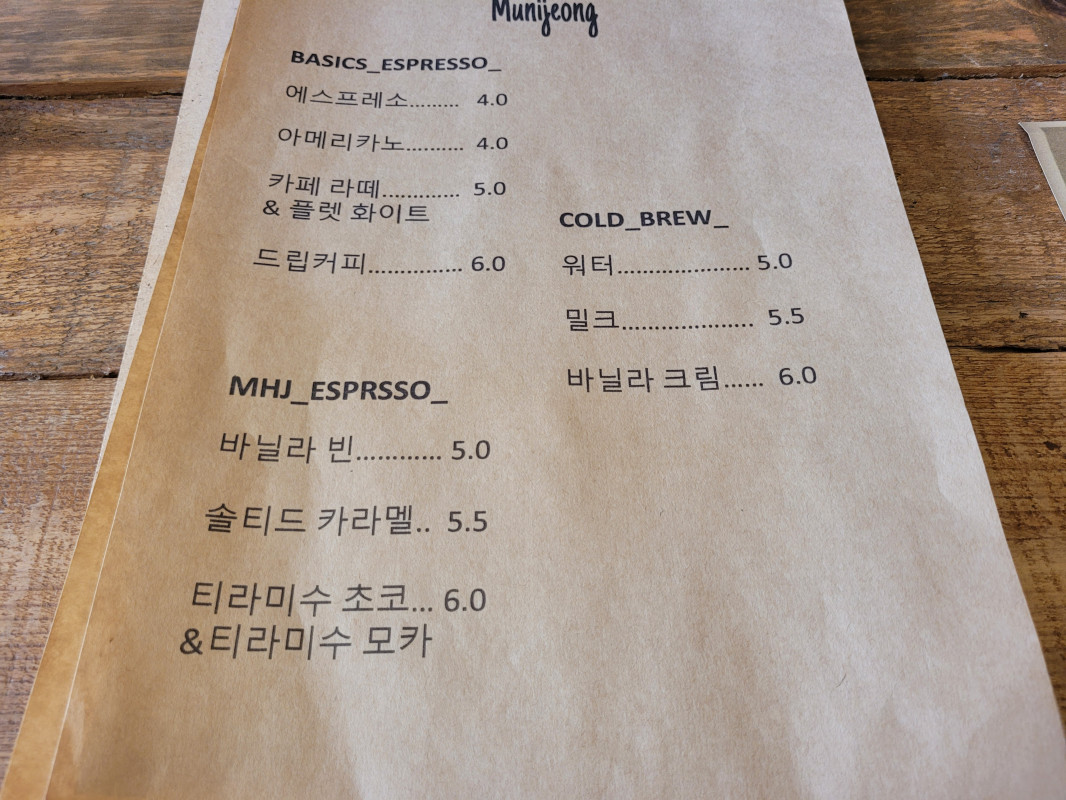 Munijeong
BASICS_ESPRESSO_
에스프레소......... 4.0
아메리카노.......... 4.0
카페 라떼............. 5.0
& 플렛 화이트
드립커피............... 6.0
MHJ_ESPRSSO_
바닐라 빈............ 5.0
솔티드 카라멜.. 5.5
티라미수 초코... 6.0
&티라미수 모카
COLD_BREW_
워터...................... 5.0
밀크..................... 5.5
바닐라 크림...... 6.0